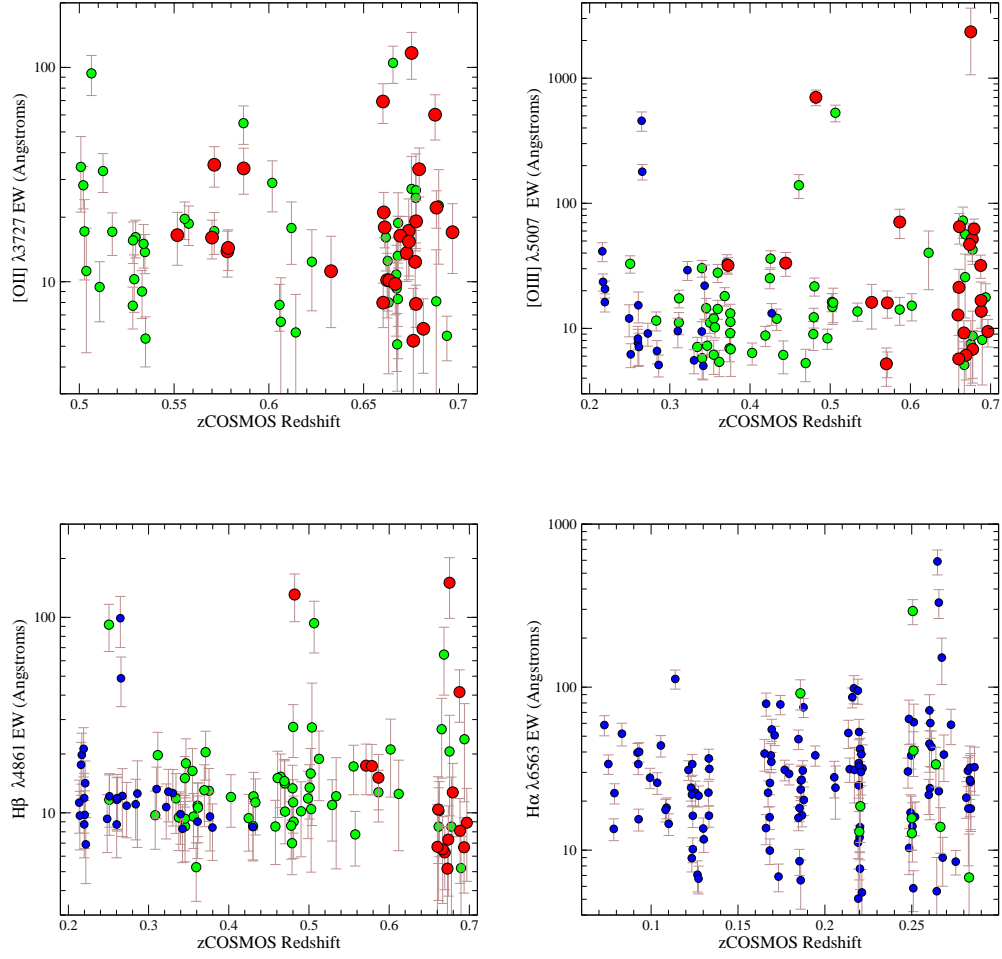 100
10
[OII] λ3727 EW (Angstroms)
0.5 0.55 0.6 0.65 0.7
zCOSMOS Redshift
1000
100
10
[OIII] λ5007 EW (Angstroms)
0.2 0.3 0.4 0.5 0.6 0.7
zCOSMOS Redshift
100
10
Hβ λ4861 EW (Angstroms)
0.2 0.3 0.4 0.5 0.6 0.7
zCOSMOS Redshift
1000
100
10
Hα λ6563 EW (Angstroms)
0.1 0.15 0.2 0.25
zCOSMOS Redshift